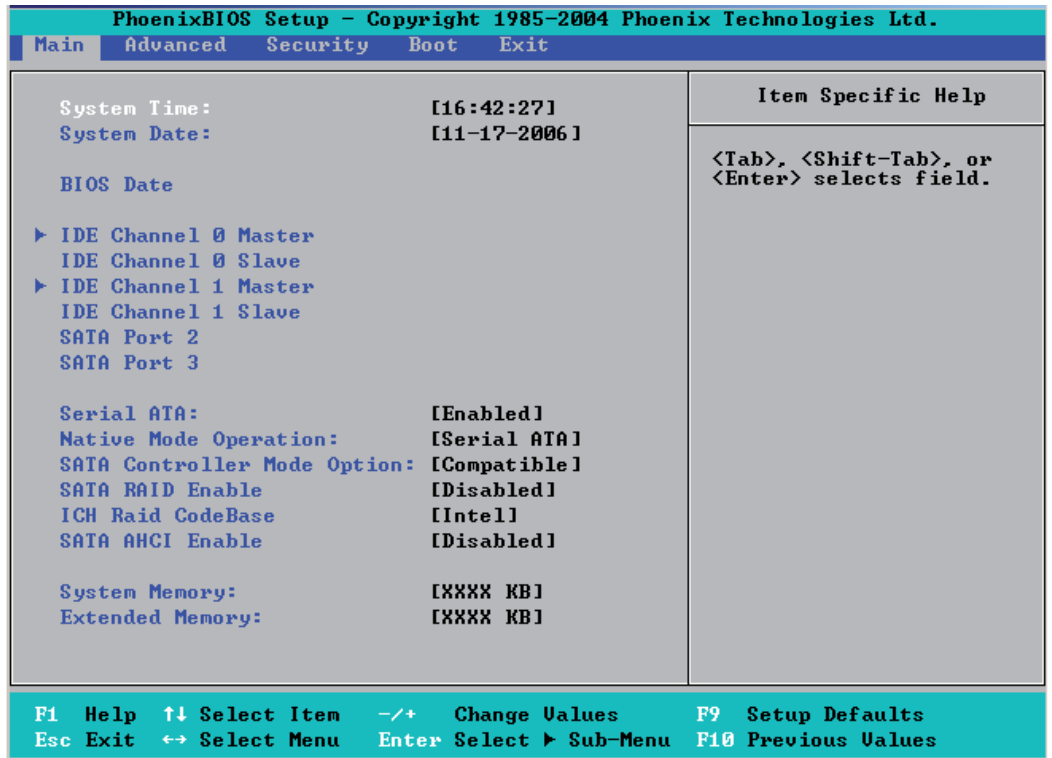 PhoenixBIOS Setup - Copyright 1985-2004 Phoenix Technologies Ltd.
Main Advanced Security Boot Exit
System Time: [16:42:27]
System Date: [11-17-2006]
BIOS Date
▶ IDE Channel 0 Master
IDE Channel 0 Slave
▶ IDE Channel 1 Master
IDE Channel 1 Slave
SATA Port 2
SATA Port 3
Serial ATA: [Enabled]
Native Mode Operation: [Serial ATA]
SATA Controller Mode Option: [Compatible]
SATA RAID Enable [Disabled]
ICH Raid CodeBase [Intel]
SATA AHCI Enable [Disabled]
System Memory: [XXXX KB]
Extended Memory: [XXXX KB]
Item Specific Help
<Tab>, <Shift-Tab>, or
<Enter> selects field.
F1 Help ↑↓ Select Item -/+ Change Values F9 Setup Defaults
Esc Exit ↔ Select Menu Enter Select ▶ Sub-Menu F10 Previous Values